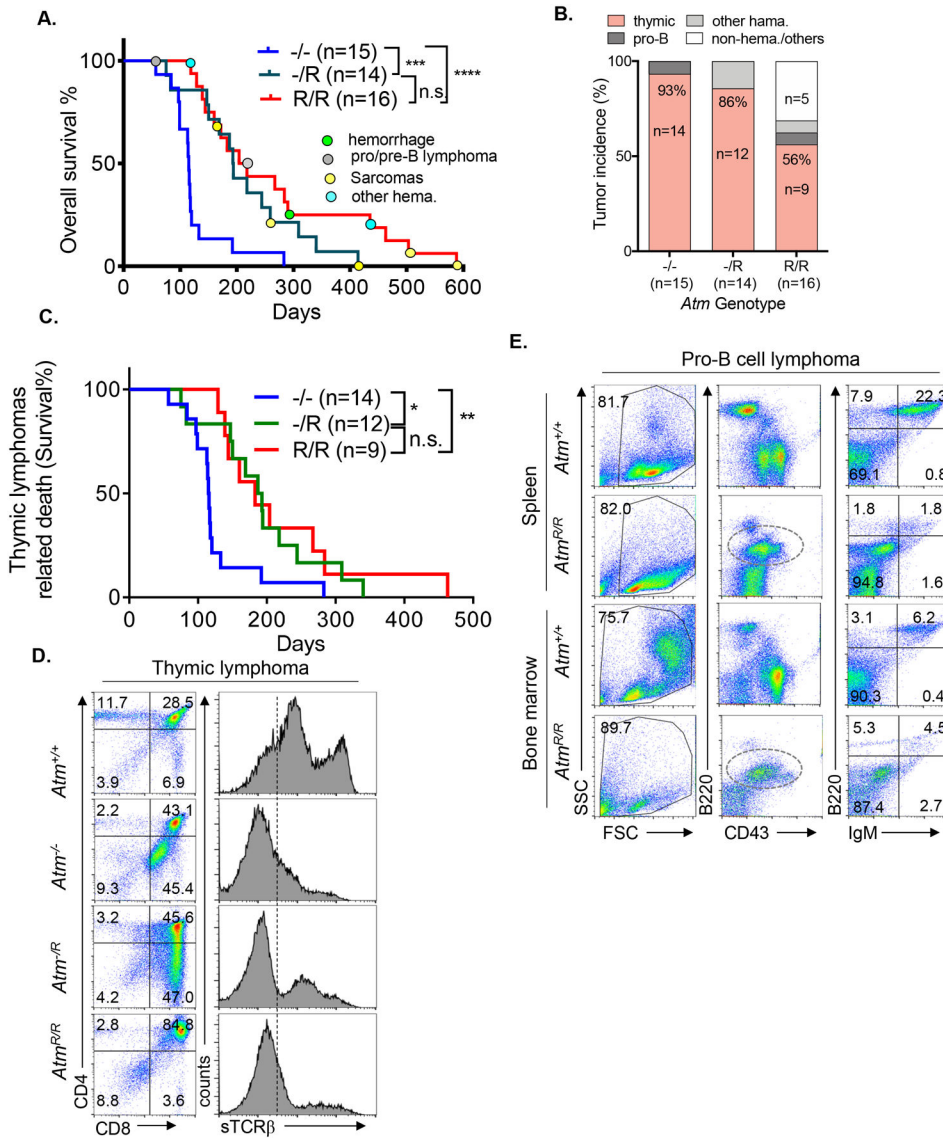 A.
Overall survival %
100
50
0
0 100 200 300 400 500 600
Days
-/- (n=15)
-/R (n=14)
R/R (n=16)
***
n.s
****
hemorrhage
pro/pre-B lymphoma
Sarcomas
other hema.
B.
thymic
other hama.
pro-B
non-hema./others
Tumor incidence (%)
100
50
0
93%
n=14
86%
n=12
n=5
56%
n=9
-/- -/R R/R
(n=15) (n=14) (n=16)
Atm Genotype
C.
Thymic lymphomas
related death (Survival%)
100
50
0
0 100 200 300 400 500
Days
-/- (n=14)
-/R (n=12)
R/R (n=9)
*
n.s.
**
D.
Thymic lymphoma
Atm+/+
11.7 28.5
3.9 6.9
Atm-/-
2.2 43.1
9.3 45.4
Atm-/R
3.2 45.6
4.2 47.0
AtmR/R
2.8 84.8
8.8 3.6
CD4
CD8
counts
sTCRβ
E.
Pro-B cell lymphoma
Spleen
Atm+/+
81.7
7.9 22.3
69.1 0.8
AtmR/R
82.0
1.8 1.8
94.8 1.6
Bone marrow
Atm+/+
75.7
3.1 6.2
90.3 0.4
AtmR/R
89.7
5.3 4.5
87.4 2.7
SSC
FSC
B220
CD43
B220
IgM